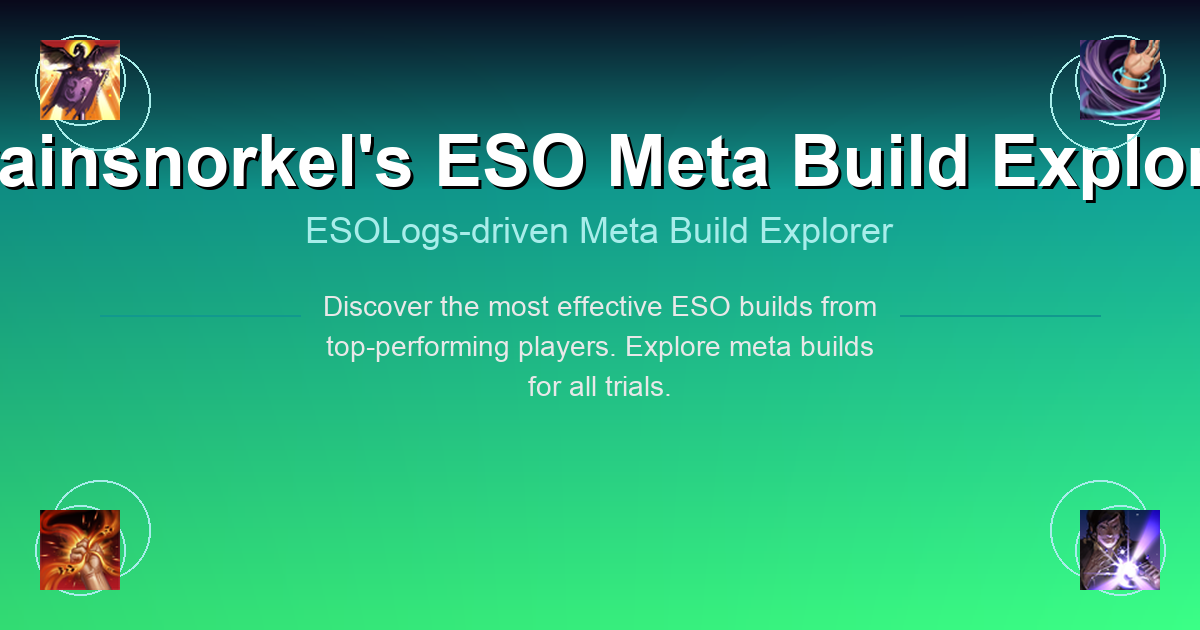 ainsnorkel's ESO Meta Build Explor
ESOLogs-driven Meta Build Explorer
Discover the most effective ESO builds from
top-performing players. Explore meta builds
for all trials.